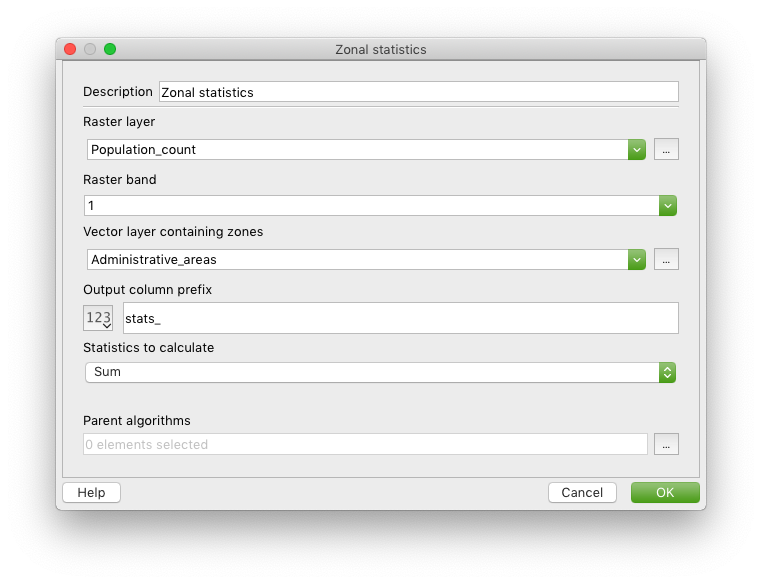 Zonal statistics
Description Zonal statistics
Raster layer
Population_count ...
Raster band
1
Vector layer containing zones
Administrative_areas ...
Output column prefix
123 stats_
Statistics to calculate
Sum
Parent algorithms
0 elements selected ...
Help Cancel OK